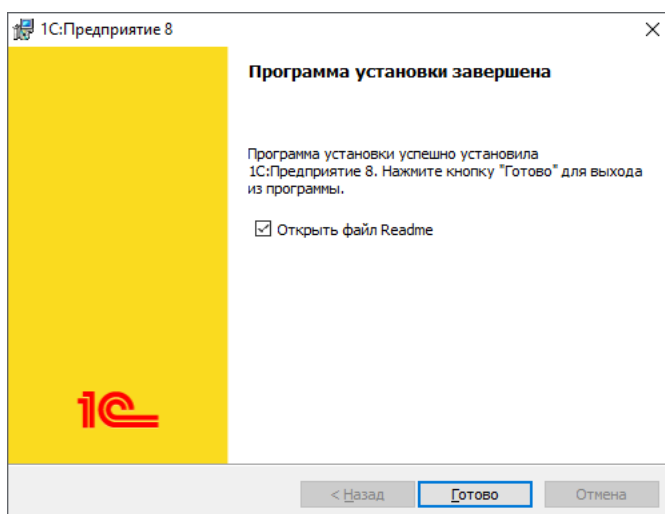 1С:Предприятие 8
Программа установки завершена
Программа установки успешно установила
1С:Предприятие 8. Нажмите кнопку "Готово" для выхода
из программы.
Открыть файл Readme
1С
< Назад Готово Отмена